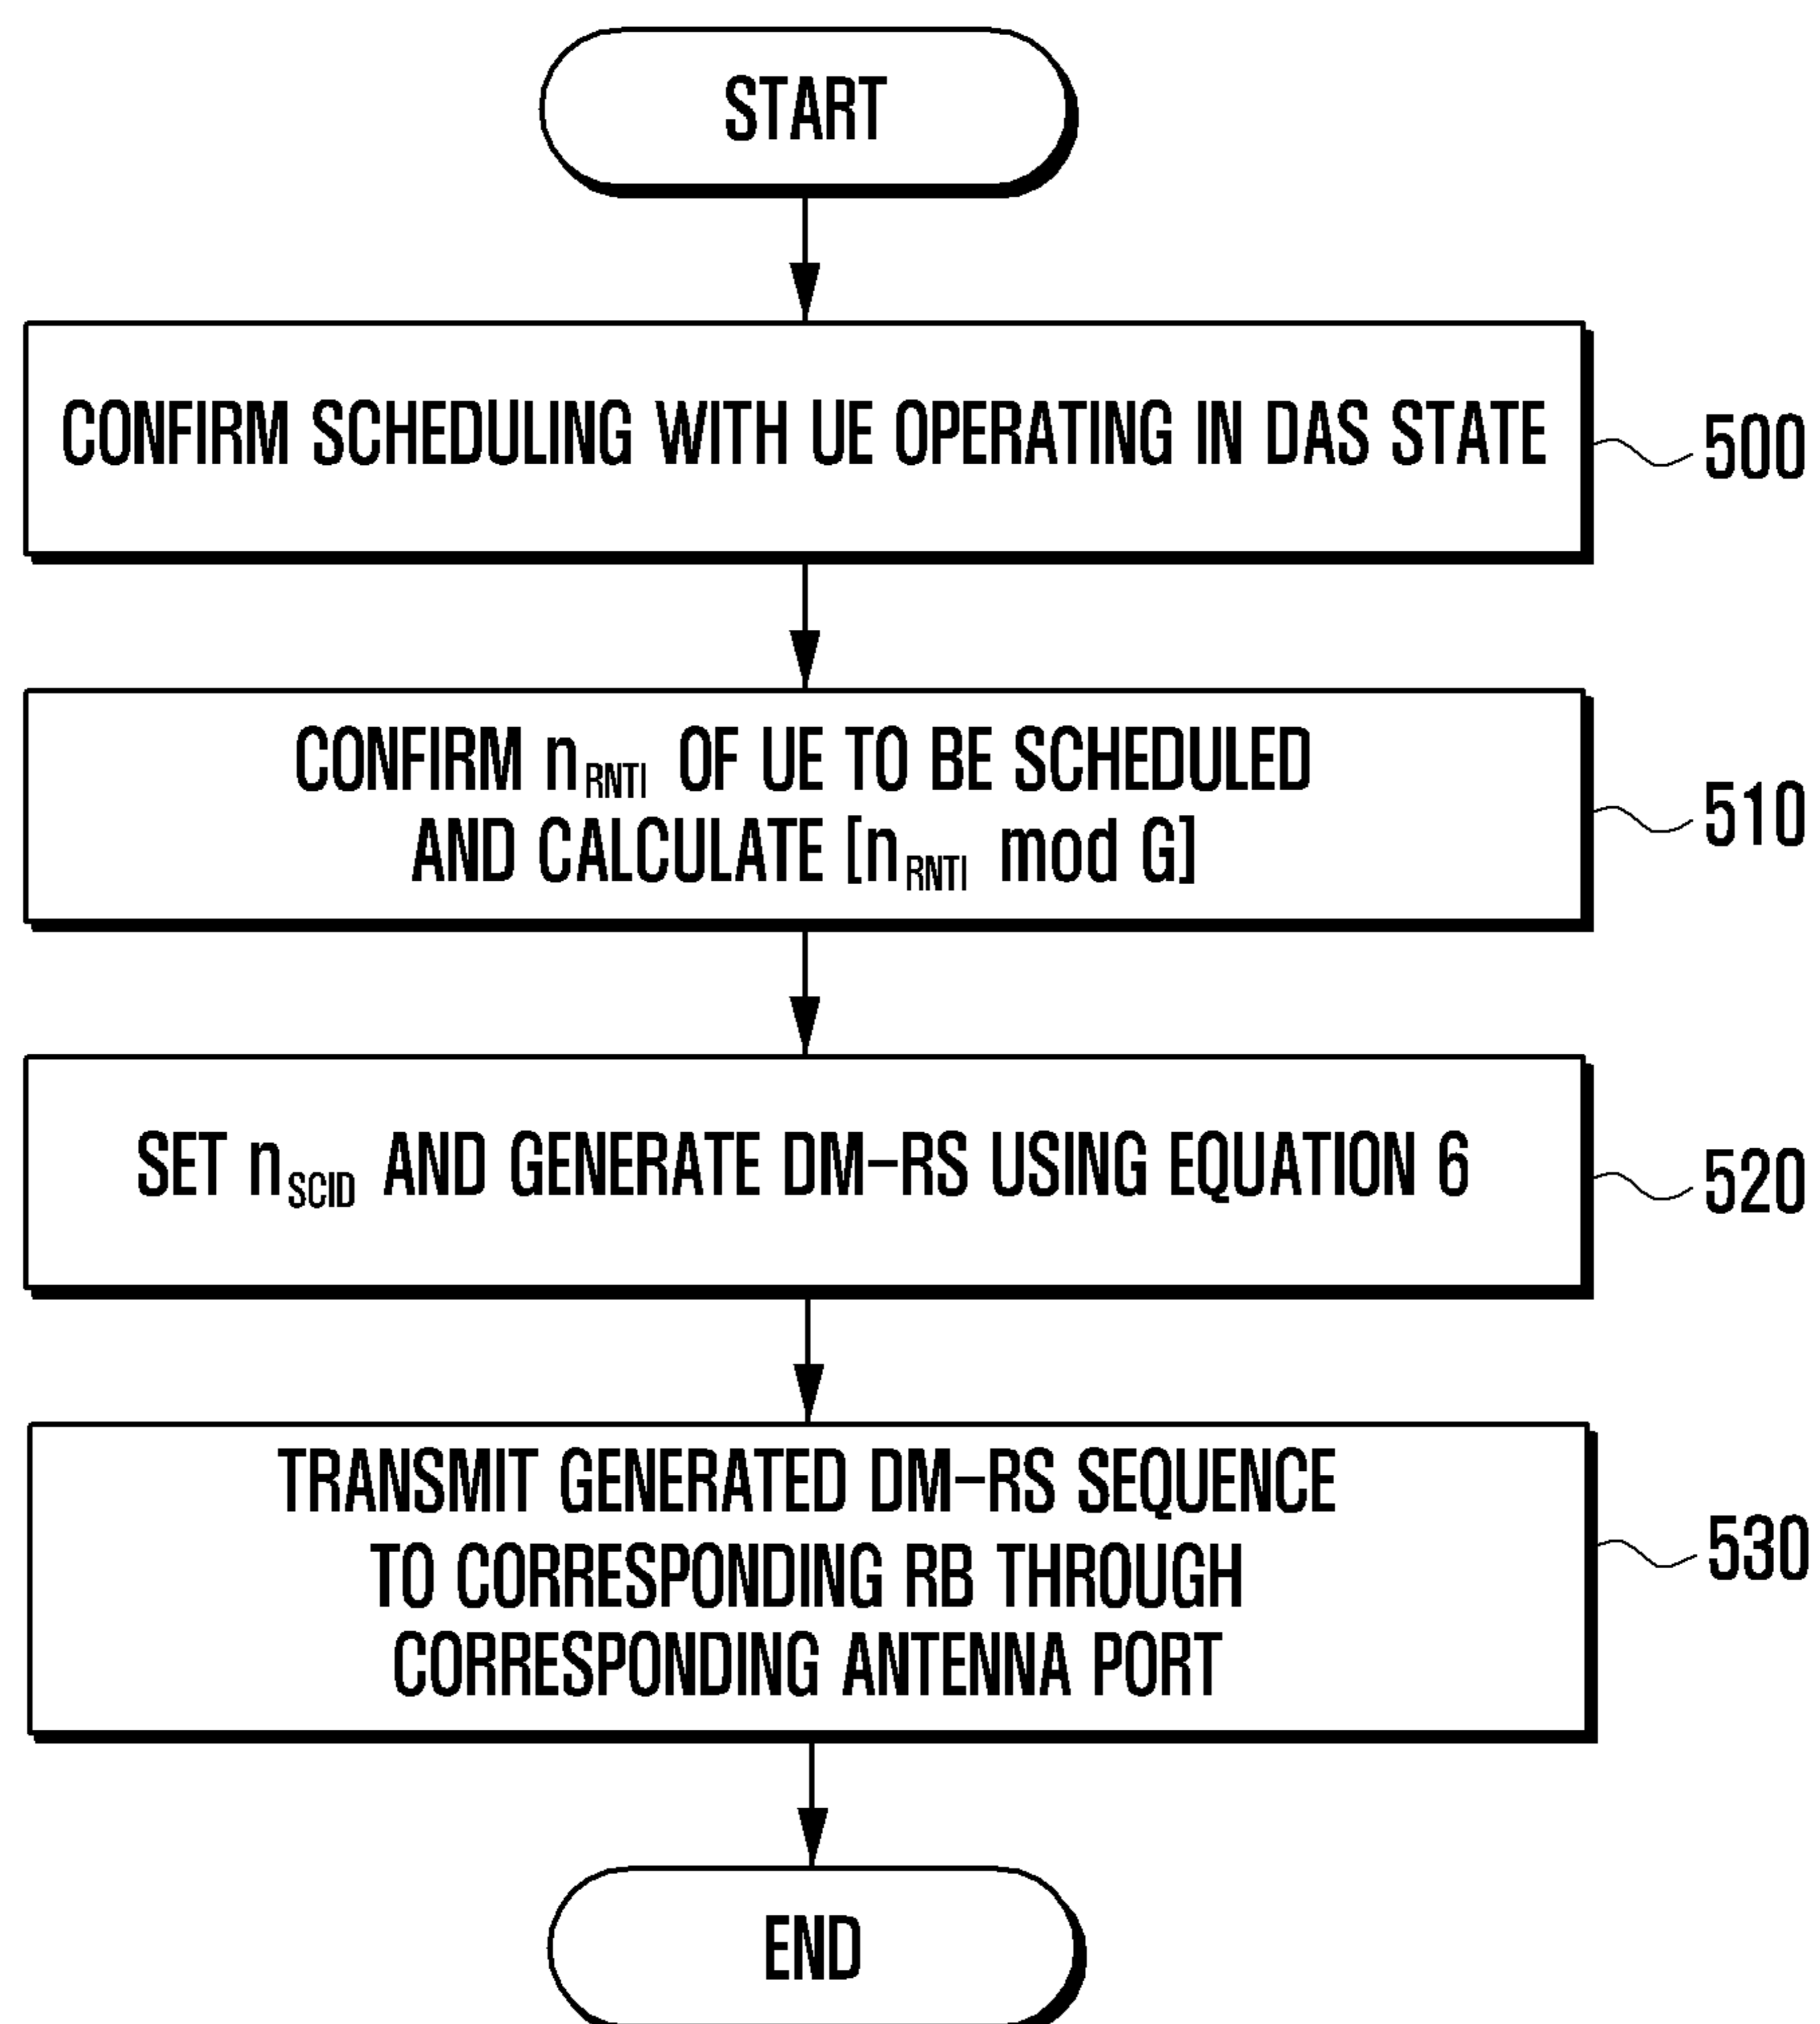 START
CONFIRM SCHEDULING WITH UE OPERATING IN DAS STATE
500
CONFIRM nRNTI OF UE TO BE SCHEDULED
AND CALCULATE [nRNTI mod G]
510
SET nSCID AND GENERATE DM-RS USING EQUATION 6
520
TRANSMIT GENERATED DM-RS SEQUENCE
TO CORRESPONDING RB THROUGH
CORRESPONDING ANTENNA PORT
530
END